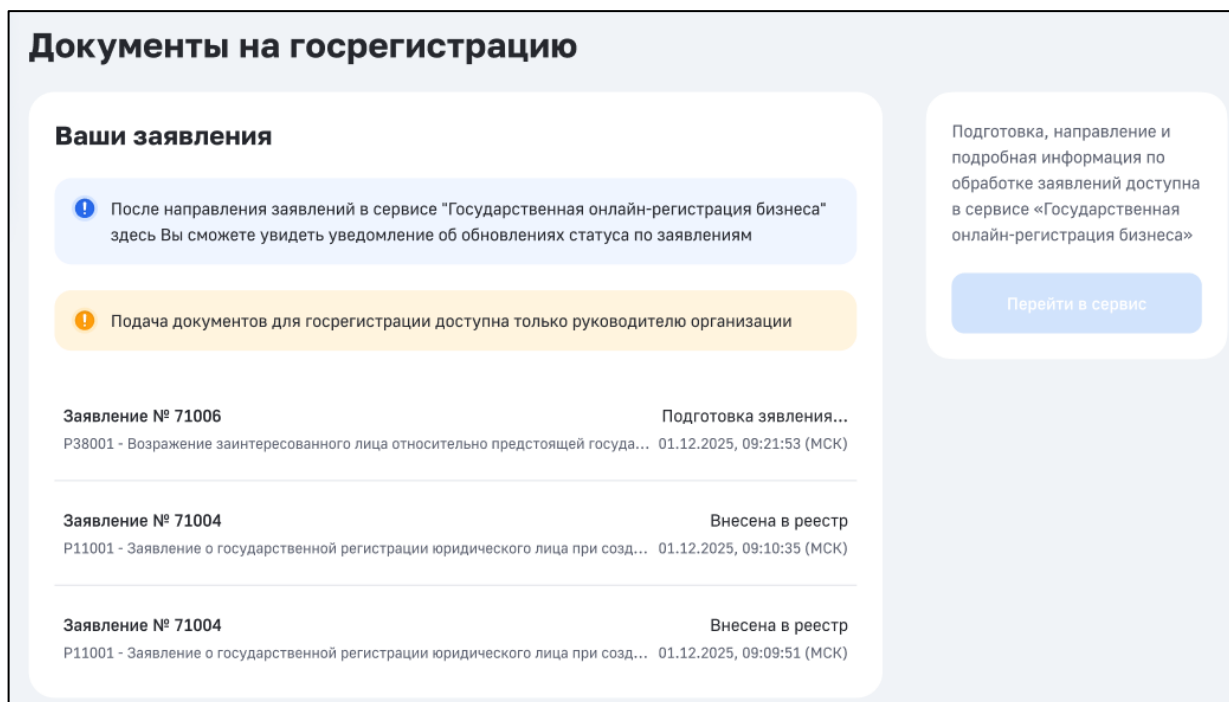 Документы на госрегистрацию
Ваши заявления
После направления заявлений в сервисе "Государственная онлайн-регистрация бизнеса"
здесь Вы сможете увидеть уведомление об обновлениях статуса по заявлениям
Подача документов для госрегистрации доступна только руководителю организации
Заявление № 71006 Подготовка зявления...
Р38001 - Возражение заинтересованного лица относительно предстоящей госуда... 01.12.2025, 09:21:53 (МСК)
Заявление № 71004 Внесена в реестр
Р11001 - Заявление о государственной регистрации юридического лица при созд... 01.12.2025, 09:10:35 (МСК)
Заявление № 71004 Внесена в реестр
Р11001 - Заявление о государственной регистрации юридического лица при созд... 01.12.2025, 09:09:51 (МСК)
Подготовка, направление и
подробная информация по
обработке заявлений доступна
в сервисе «Государственная
онлайн-регистрация бизнеса»
Перейти в сервис